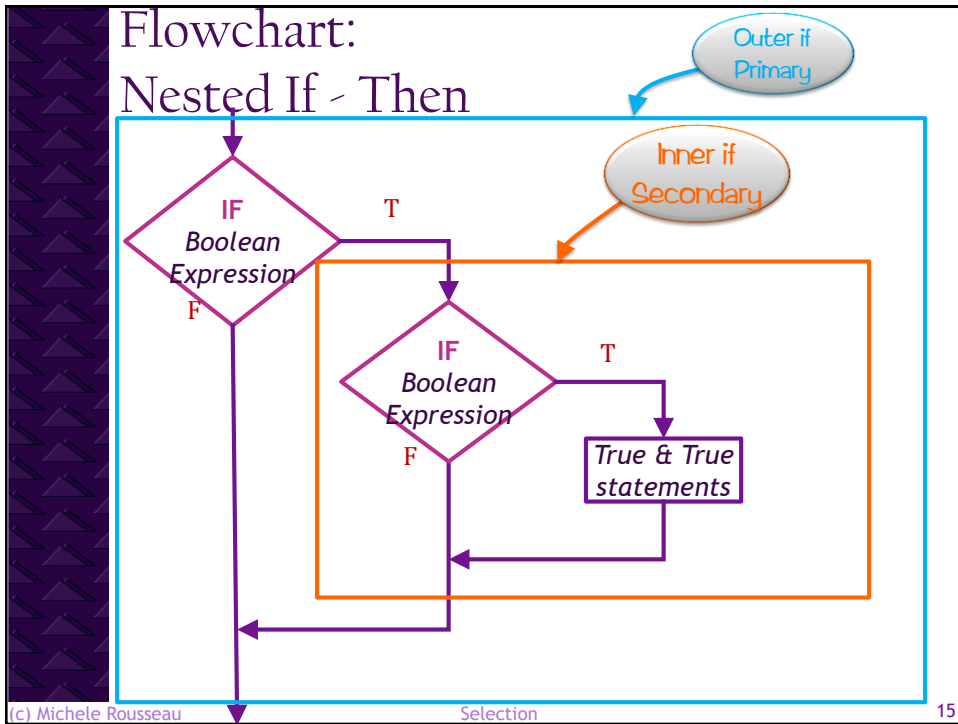 Flowchart:
Nested If - Then
Outer if
Primary
Inner if
Secondary
IF
Boolean
Expression
T
F
IF
Boolean
Expression
T
F
True & True
statements
(c) Michele Rousseau
Selection
15